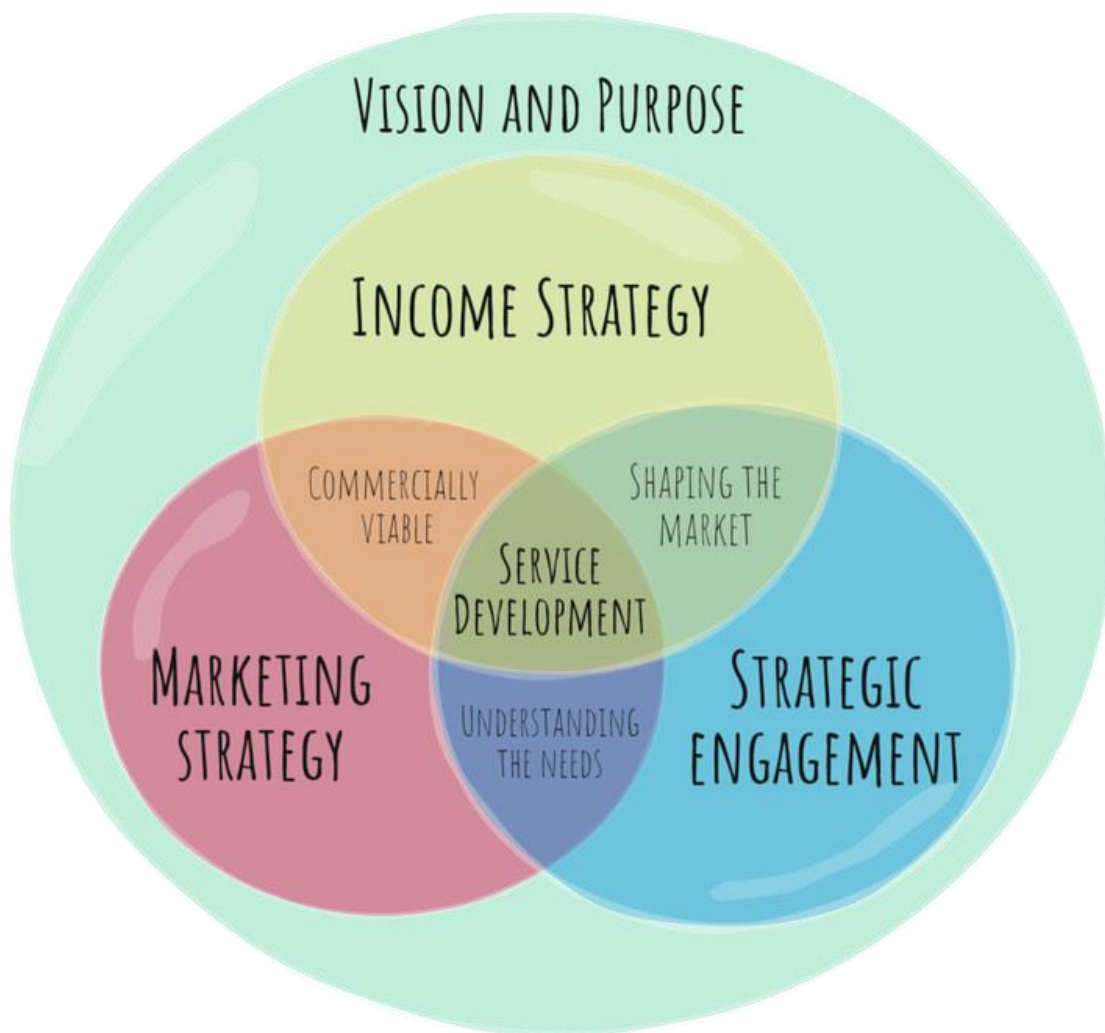 Vision and Purpose
Income Strategy
Commercially
viable
Shaping the
market
Service
Development
Marketing
strategy
Strategic
engagement
Understanding
the needs